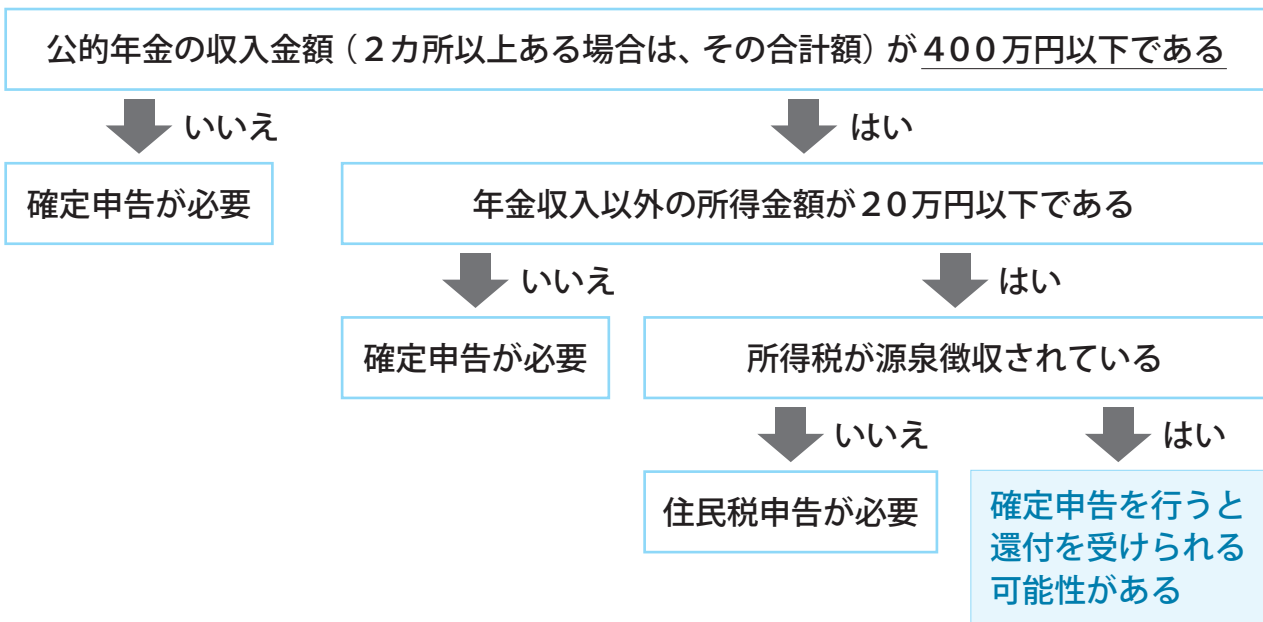 公的年金の収入金額（２カ所以上ある場合は、その合計額）が４００万円以下である
いいえ
はい
確定申告が必要
年金収入以外の所得金額が２０万円以下である
いいえ
はい
確定申告が必要
所得税が源泉徴収されている
いいえ
はい
住民税申告が必要
確定申告を行うと
還付を受けられる
可能性がある